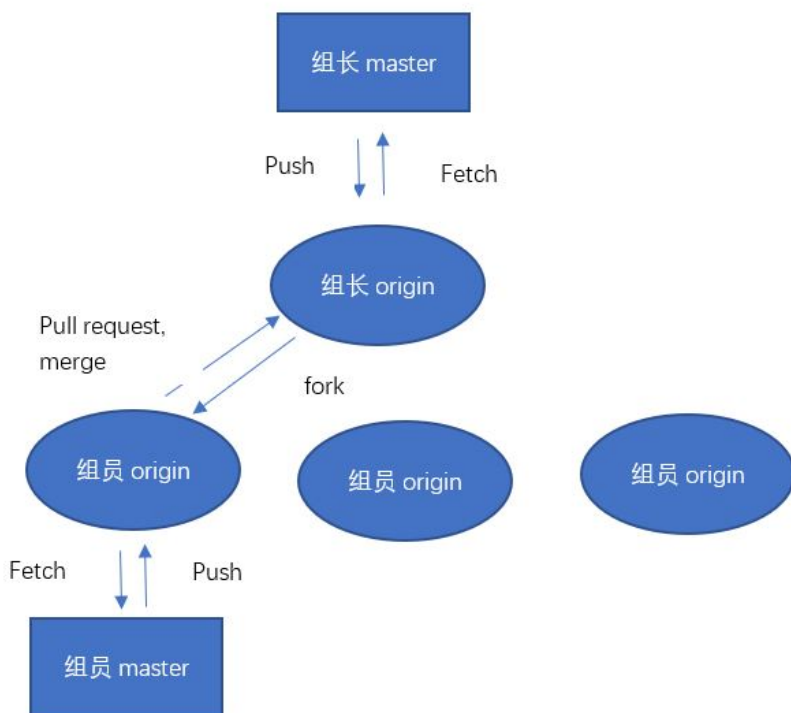 组长 master
Push
Fetch
组长 origin
Pull request,
merge
fork
组员 origin
组员 origin
组员 origin
Fetch
Push
组员 master